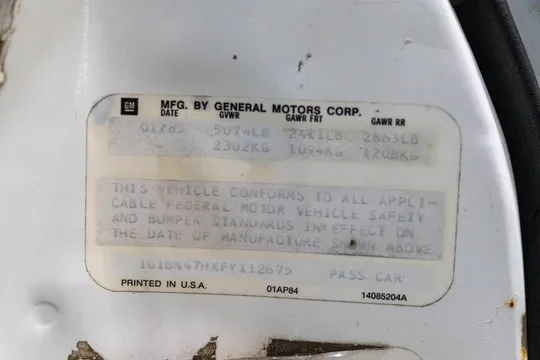 GM
MFG. BY GENERAL MOTORS CORP.
DATE GVWR GAWR FRT GAWR RR
01/85 5074LB 2411LB 2663LB
2302KG 1094KG 1208KG
THIS VEHICLE CONFORMS TO ALL APPLI-
CABLE FEDERAL MOTOR VEHICLE SAFETY
AND BUMPER STANDARDS IN EFFECT ON
THE DATE OF MANUFACTURE SHOWN ABOVE
1G1BN47HXFY112675 PASS CAR
PRINTED IN U.S.A. 01AP84 14085204A